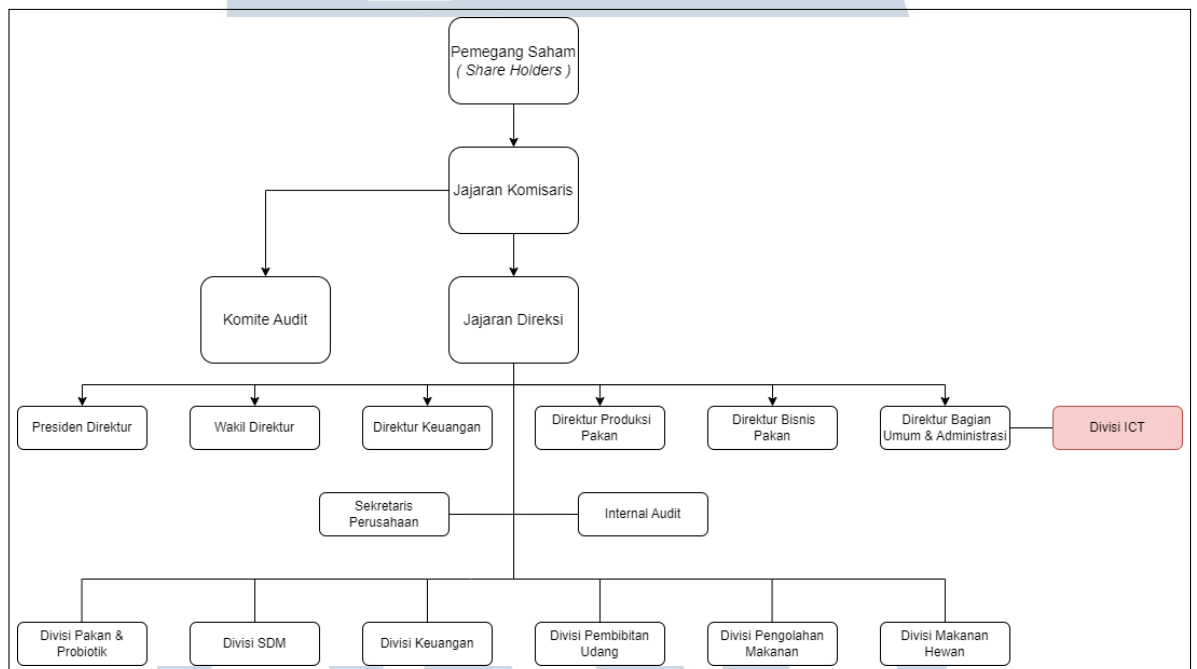 Pemegang Saham
( Share Holders )
Jajaran Komisaris
Komite Audit
Jajaran Direksi
Presiden Direktur
Wakil Direktur
Direktur Keuangan
Direktur Produksi
Pakan
Direktur Bisnis
Pakan
Direktur Bagian
Umum & Administrasi
Divisi ICT
Sekretaris
Perusahaan
Internal Audit
Divisi Pakan &
Probiotik
Divisi SDM
Divisi Keuangan
Divisi Pembibitan
Udang
Divisi Pengolahan
Makanan
Divisi Makanan
Hewan